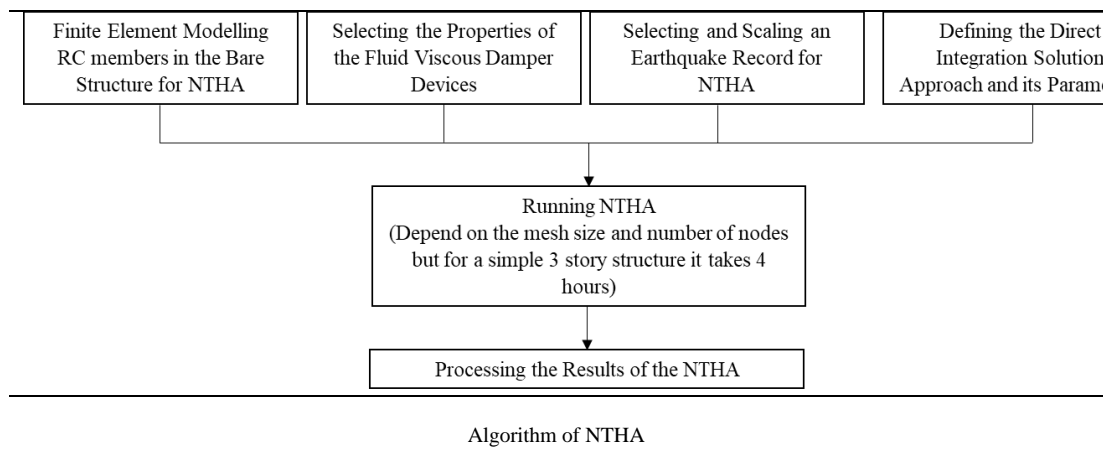 Finite Element Modelling
RC members in the Bare
Structure for NTHA
Selecting the Properties of
the Fluid Viscous Damper
Devices
Selecting and Scaling an
Earthquake Record for
NTHA
Defining the Direct
Integration Solution
Approach and its Parame
Running NTHA
(Depend on the mesh size and number of nodes
but for a simple 3 story structure it takes 4
hours)
Processing the Results of the NTHA
Algorithm of NTHA